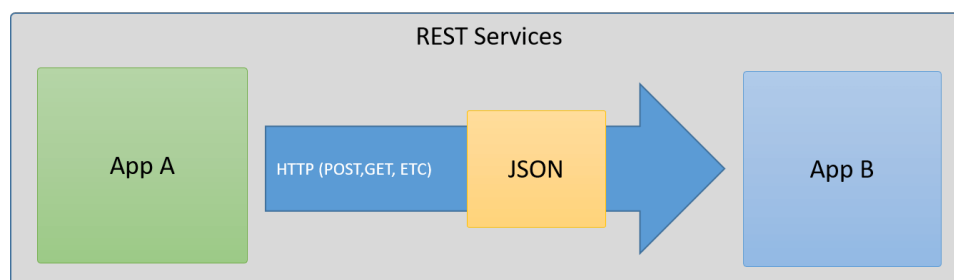 REST Services
App A
HTTP (POST,GET, ETC)
JSON
App B